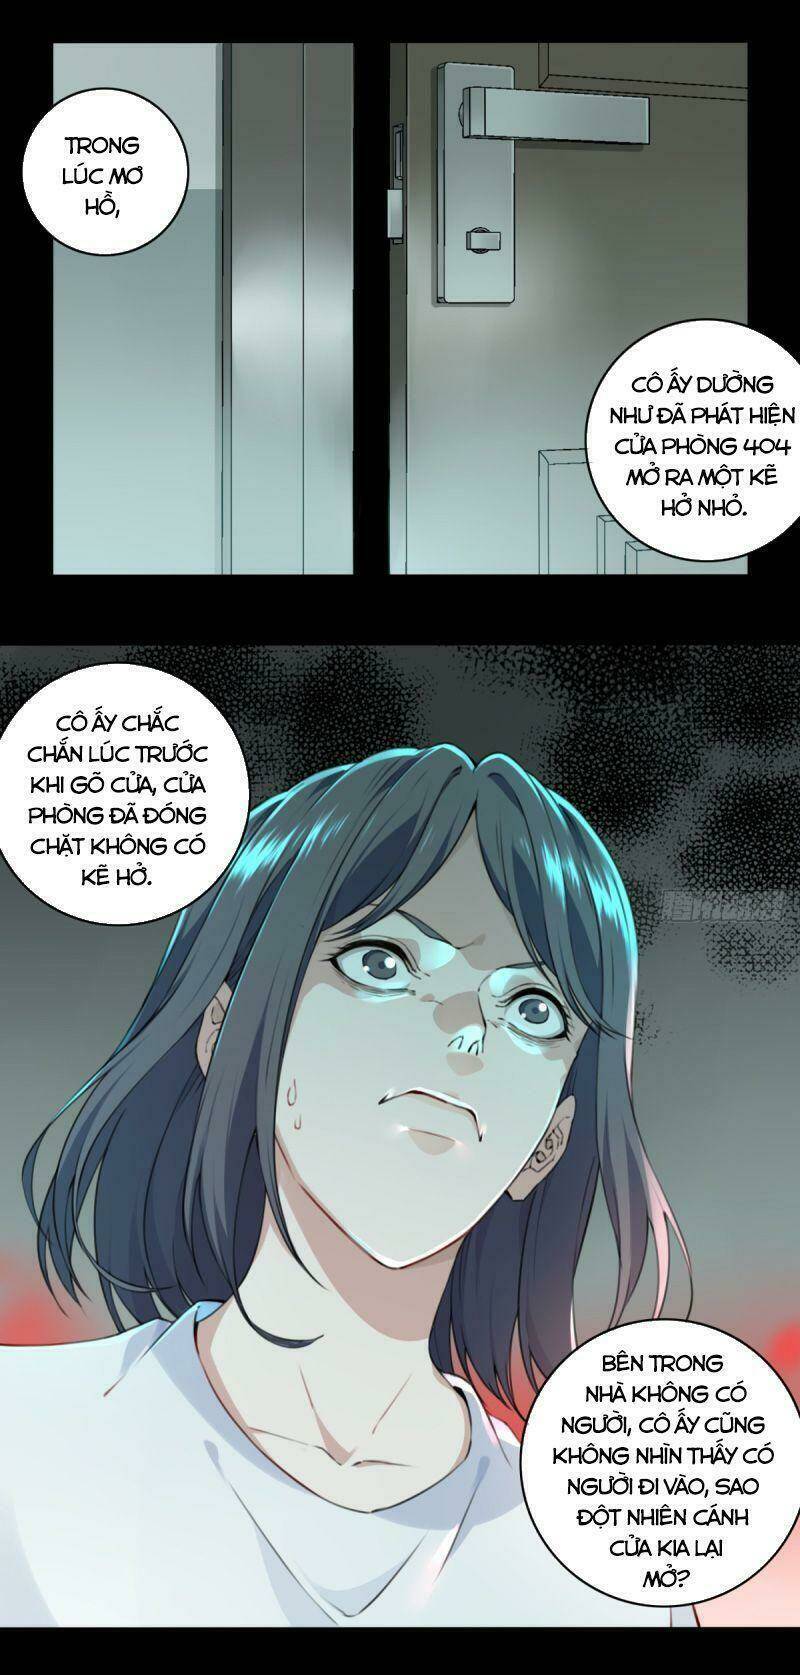 TRONG
LÚC MƠ
HỒ,
CÔ ẤY DƯỜNG
NHƯ ĐÃ PHÁT HIỆN
CỬA PHÒNG 404
MỞ RA MỘT KẼ
HỞ NHỎ.
CÔ ẤY CHẮC
CHẮN LÚC TRƯỚC
KHI GÕ CỬA, CỬA
PHÒNG ĐÃ ĐÓNG
CHẶT KHÔNG CÓ
KẼ HỞ.
BÊN TRONG
NHÀ KHÔNG CÓ
NGƯỜI, CÔ ẤY CŨNG
KHÔNG NHÌN THẤY CÓ
NGƯỜI ĐI VÀO, SAO
ĐỘT NHIÊN CÁNH
CỬA KIA LẠI
MỞ?